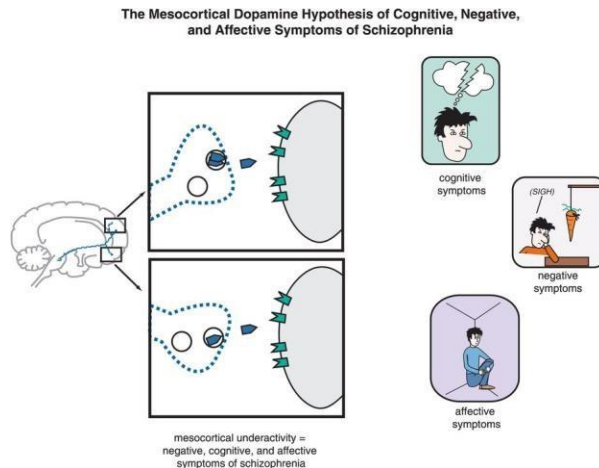 The Mesocortical Dopamine Hypothesis of Cognitive, Negative,
and Affective Symptoms of Schizophrenia
cognitive
symptoms
(SIGH)
negative
symptoms
affective
symptoms
mesocortical underactivity =
negative, cognitive, and affective
symptoms of schizophrenia